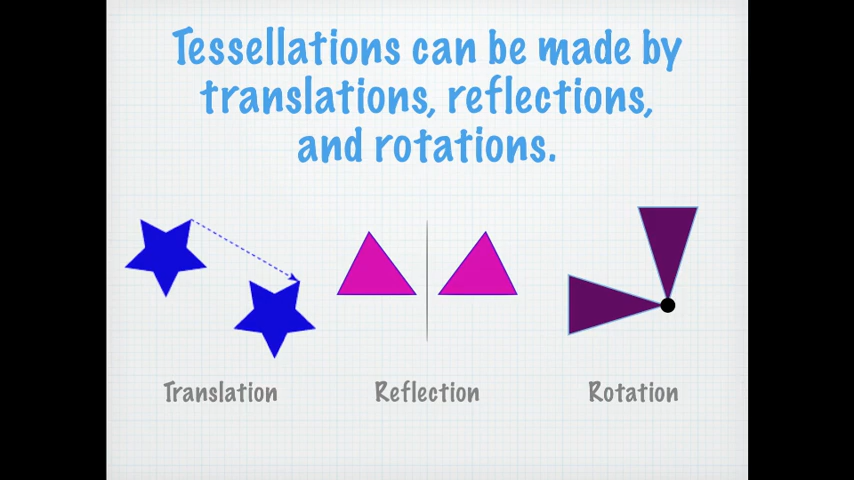 Tessellations can be made by
translations, reflections,
and rotations.
Translation
Reflection
Rotation